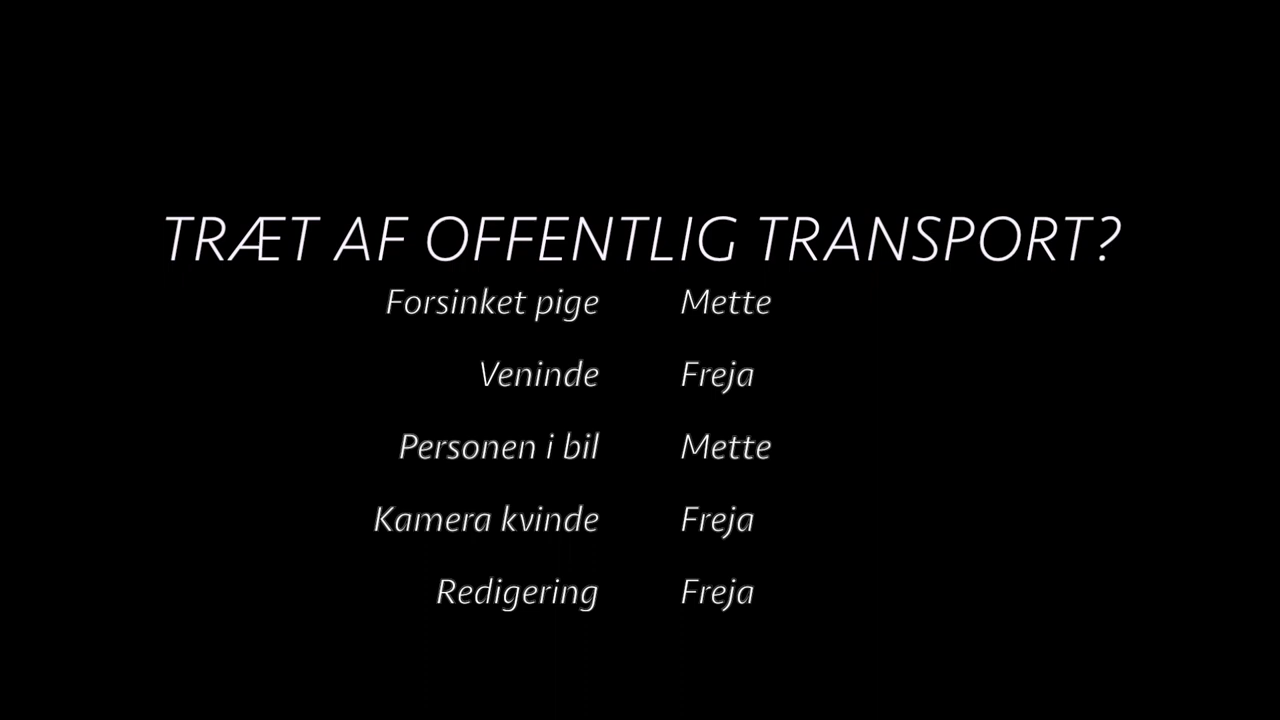 TRÆT AF OFFENTLIG TRANSPORT?
Forsinket pige Mette
Veninde Freja
Personen i bil Mette
Kamera kvinde Freja
Redigering Freja